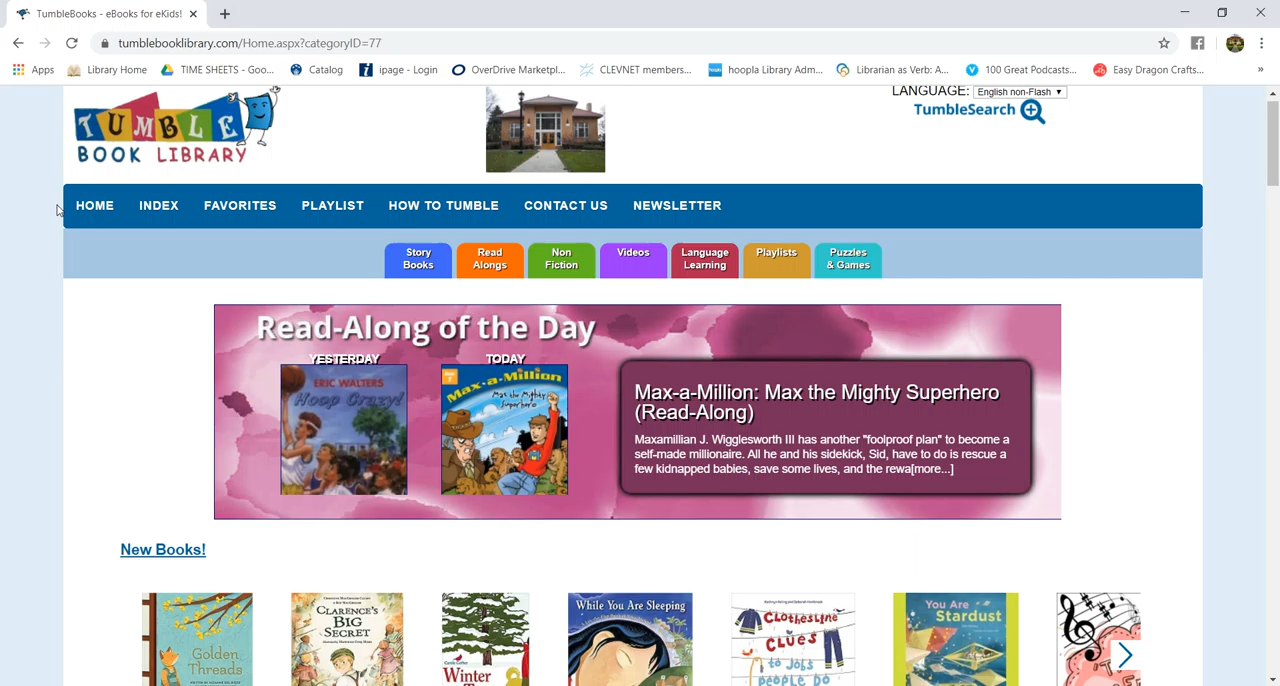 TumbleBooks - eBooks for eKids!
tumblebooklibrary.com/Home.aspx?categoryID=77
Apps Library Home TIME SHEETS - Goo... Catalog ipage - Login OverDrive Marketpl... CLEVNET members... hoopla Library Adm... Librarian as Verb: A... 100 Great Podcasts... Easy Dragon Crafts... »
LANGUAGE: English non-Flash
TumbleSearch
TUMBLE
BOOK LIBRARY
HOME INDEX FAVORITES PLAYLIST HOW TO TUMBLE CONTACT US NEWSLETTER
Story Books
Read Alongs
Non Fiction
Videos
Language Learning
Playlists
Puzzles & Games
Read-Along of the Day
YESTERDAY
TODAY
ERIC WALTERS
Hoop Crazy!
Max-a-Million
Max the Mighty
Superhero
Max-a-Million: Max the Mighty Superhero
(Read-Along)
Maxamillian J. Wigglesworth III has another "foolproof plan" to become a
self-made millionaire. All he and his sidekick, Sid, have to do is rescue a
few kidnapped babies, save some lives, and the rewa[more...]
New Books!
Golden
Threads
CLARENCE'S
BIG
SECRET
Winter
While You Are Sleeping
Clothesline
CLUES
to JObs
PeOPLe DO
You Are
Stardust